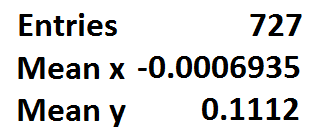 Entries 727
Mean x -0.0006935
Mean y 0.1112